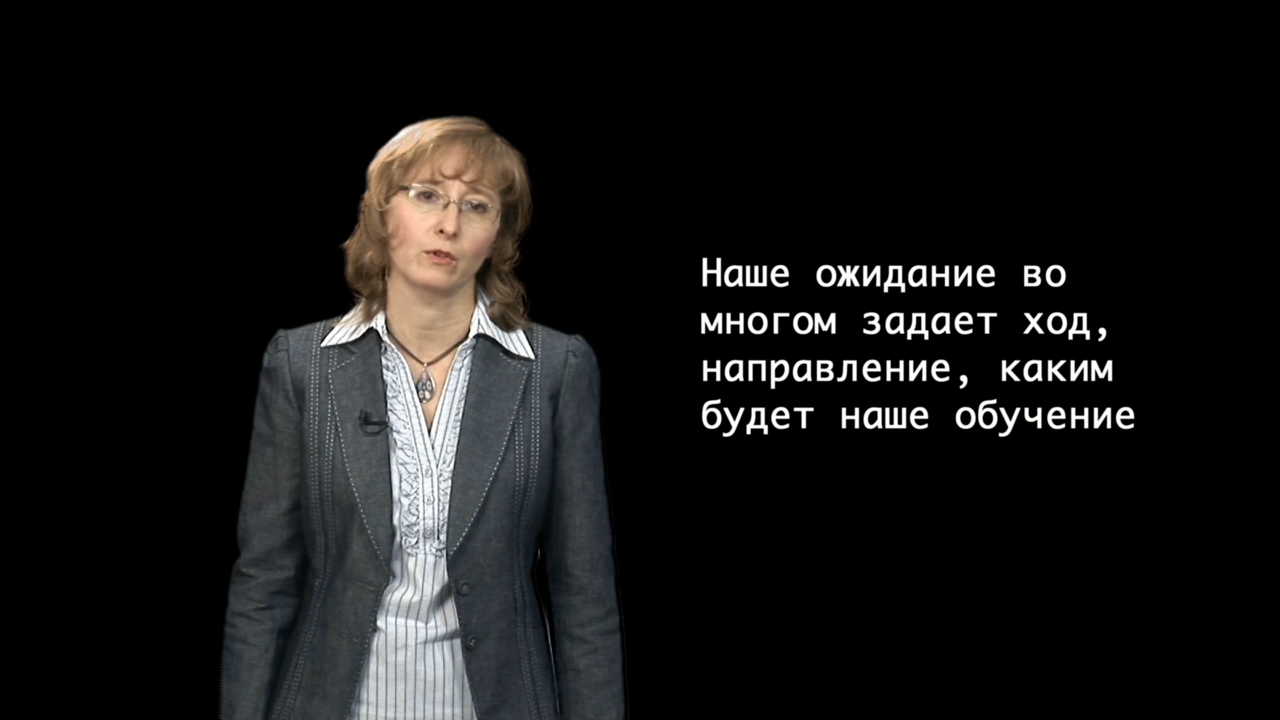 Наше ожидание во
многом задает ход,
направление, каким
будет наше обучение